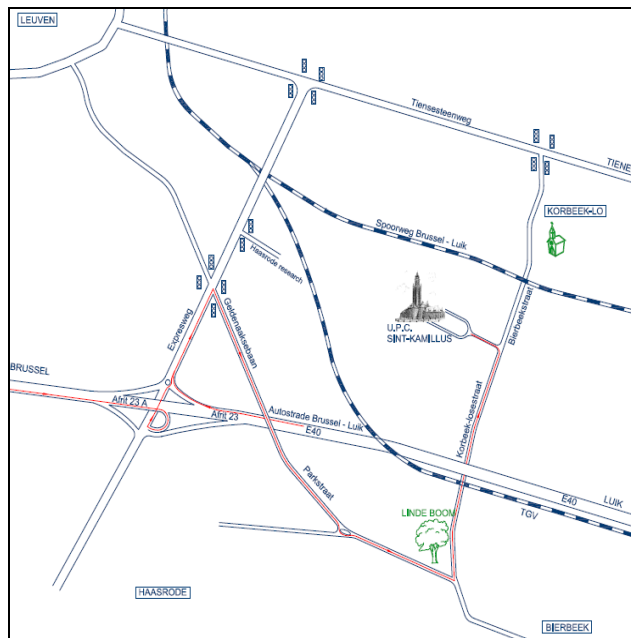 LEUVEN
Tiensesteenweg
TIENE
KORBEEK-LO
Spoorweg Brussel - Luik
Haasrode research
U.P.C.
SINT-KAMILLUS
Bierbeekstraat
Expresweg
Geldenaaksebaan
BRUSSEL
Afrit 23 A
Afrit 23
Autostrade Brussel - Luik
E40
Korbeek-losestraat
Parkstraat
E40
LUIK
TGV
LINDE BOOM
HAASRODE
BIERBEEK